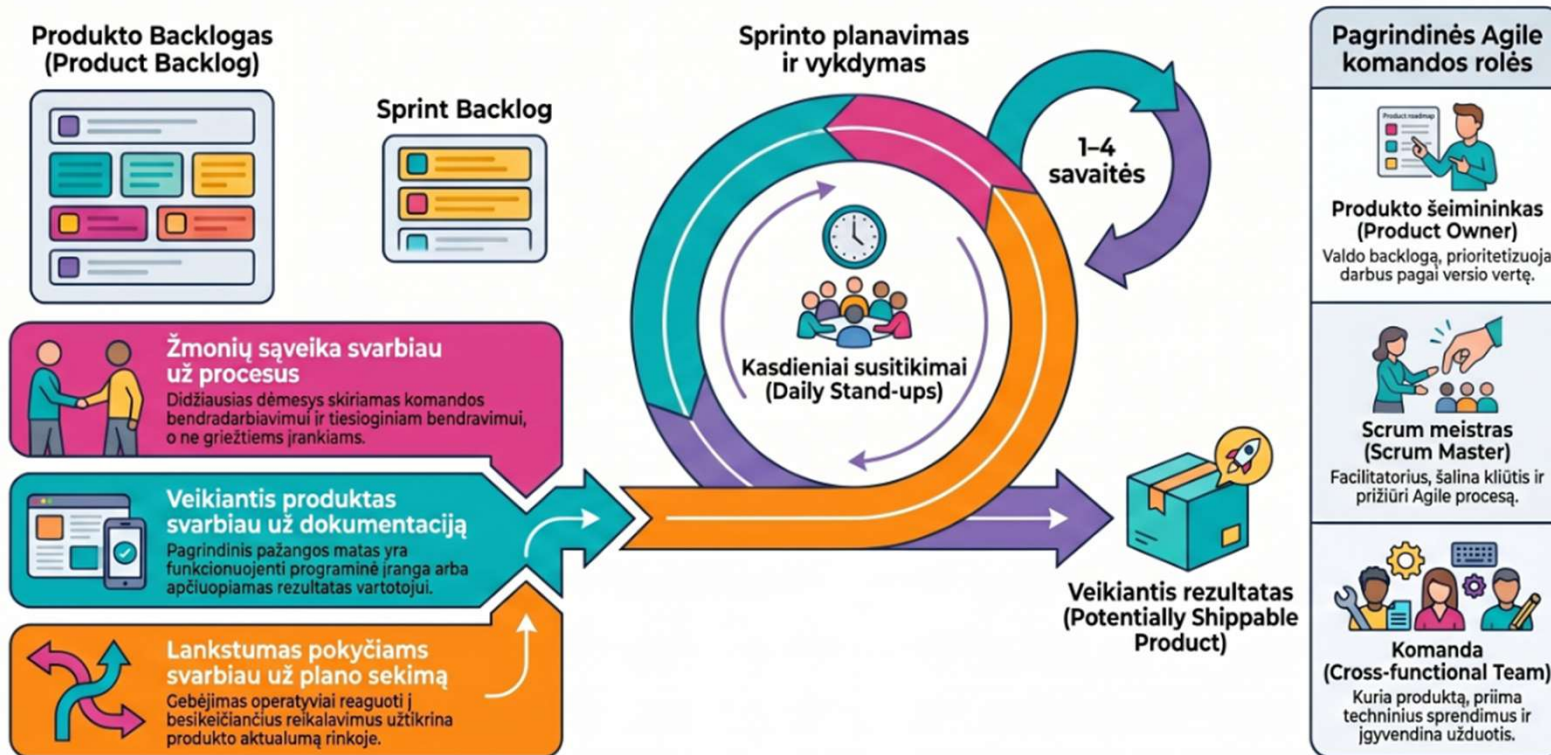 Produkto Backlogas
(Product Backlog)
Sprint Backlog
Žmonių sąveika svarbiau
už procesus
Didžiausias dėmesys skiriamas komandos
bendradarbiavimui ir tiesioginiam bendravimui,
o ne griežtiems įrankiams.
Veikiantis produktas
svarbiau už dokumentaciją
Pagrindinis pažangos matas yra
funkcionuojenti programinė įranga arba
apčiuopiamas rezultatas vartotojui.
Lankstumas pokyčiams
svarbiau už plano sekimą
Gebėjimas operatyviai reaguoti į
besikeičiančius reikalavimus užtikrina
produkto aktualumą rinkoje.
Sprinto planavimas
ir vykdymas
1–4
savaitės
Kasdieniai susitikimai
(Daily Stand-ups)
Veikiantis rezultatas
(Potentially Shippable
Product)
Pagrindinės Agile
komandos rolės
Product roadmap
Produkto šeimininkas
(Product Owner)
Valdo backlogą, prioritetizuoja
darbus pagal versio vertę.
Scrum meistras
(Scrum Master)
Facilitatorius, šalina kliūtis ir
prižiūri Agile procesą.
Komanda
(Cross-functional Team)
Kuria produktą, priima
techninius sprendimus ir
įgyvendina užduotis.